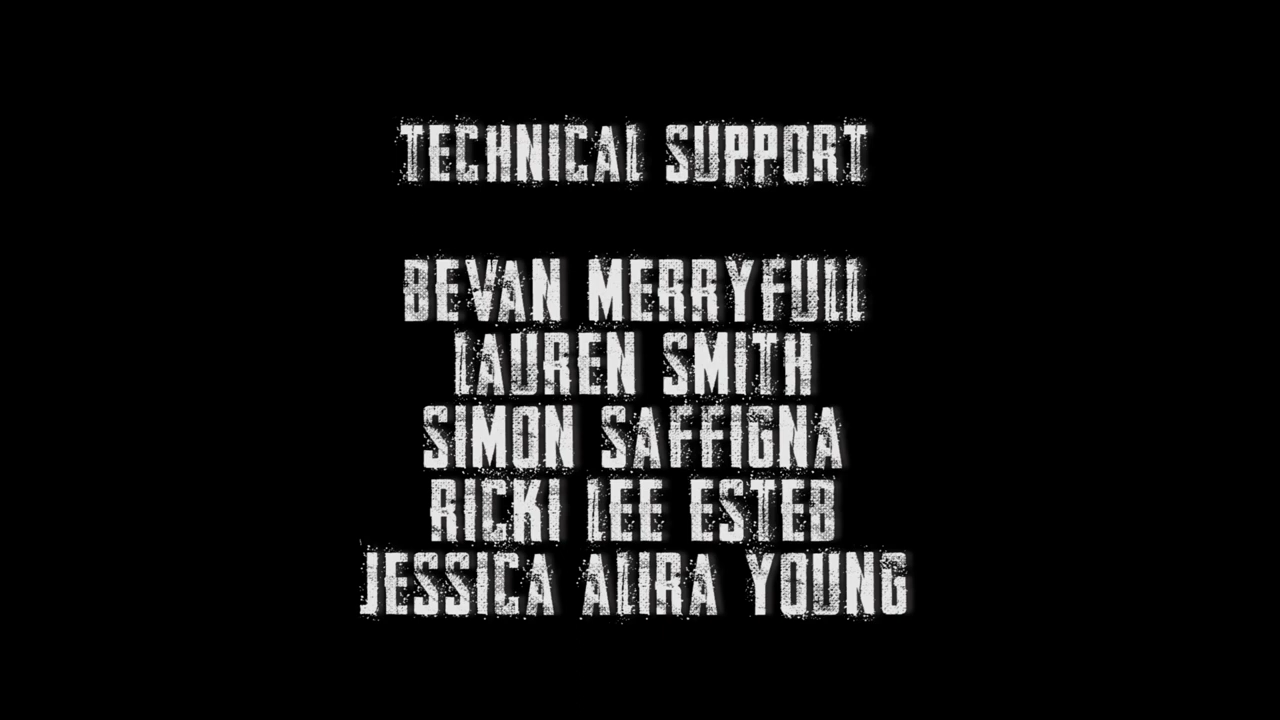 TECHNICAL SUPPORT
BEVAN MERRYFULL
LAUREN SMITH
SIMON SAFFIGNA
RICKI LEE ESTEB
JESSICA ALIRA YOUNG